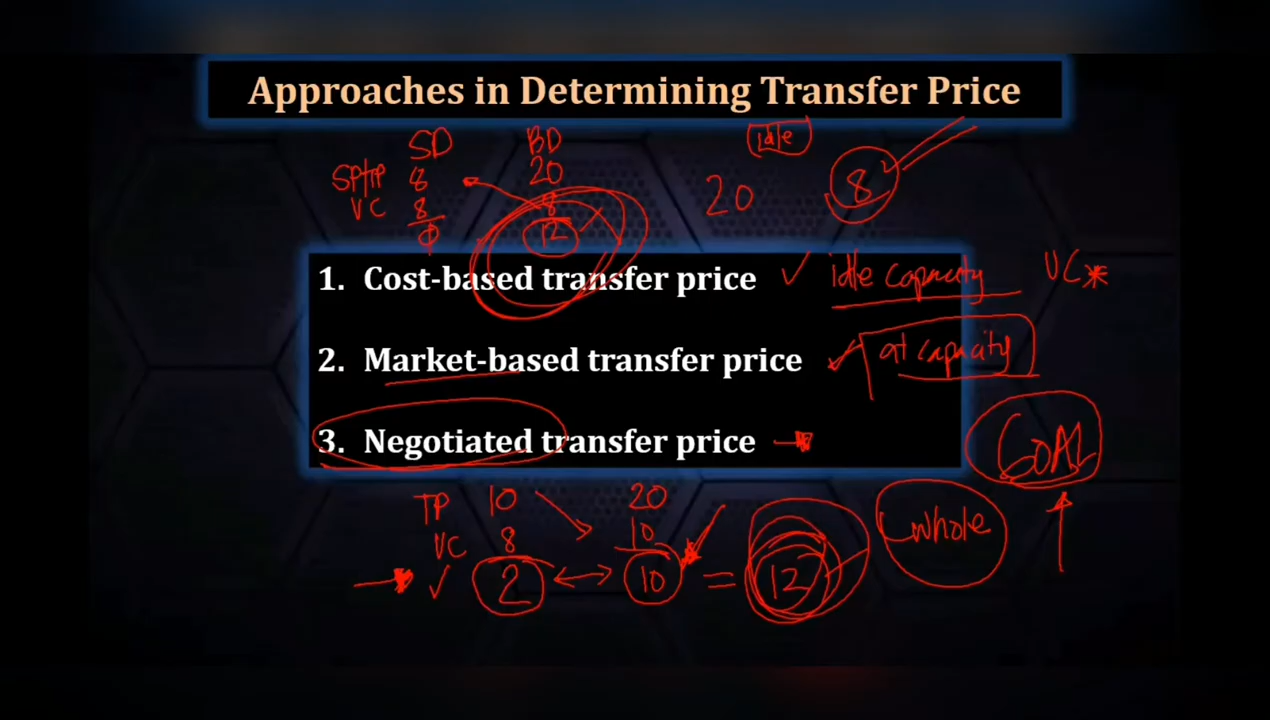 Approaches in Determining Transfer Price
SD BD idle
SP/TP 8 20 20 8
VC 8 8
ф 12
1. Cost-based transfer price ✓ idle capacity VC*
2. Market-based transfer price ✓ at capacity
3. Negotiated transfer price → GOAL
TP 10 20 whole
VC 8 10
→ ✓ 2 ↔ 10 = 12